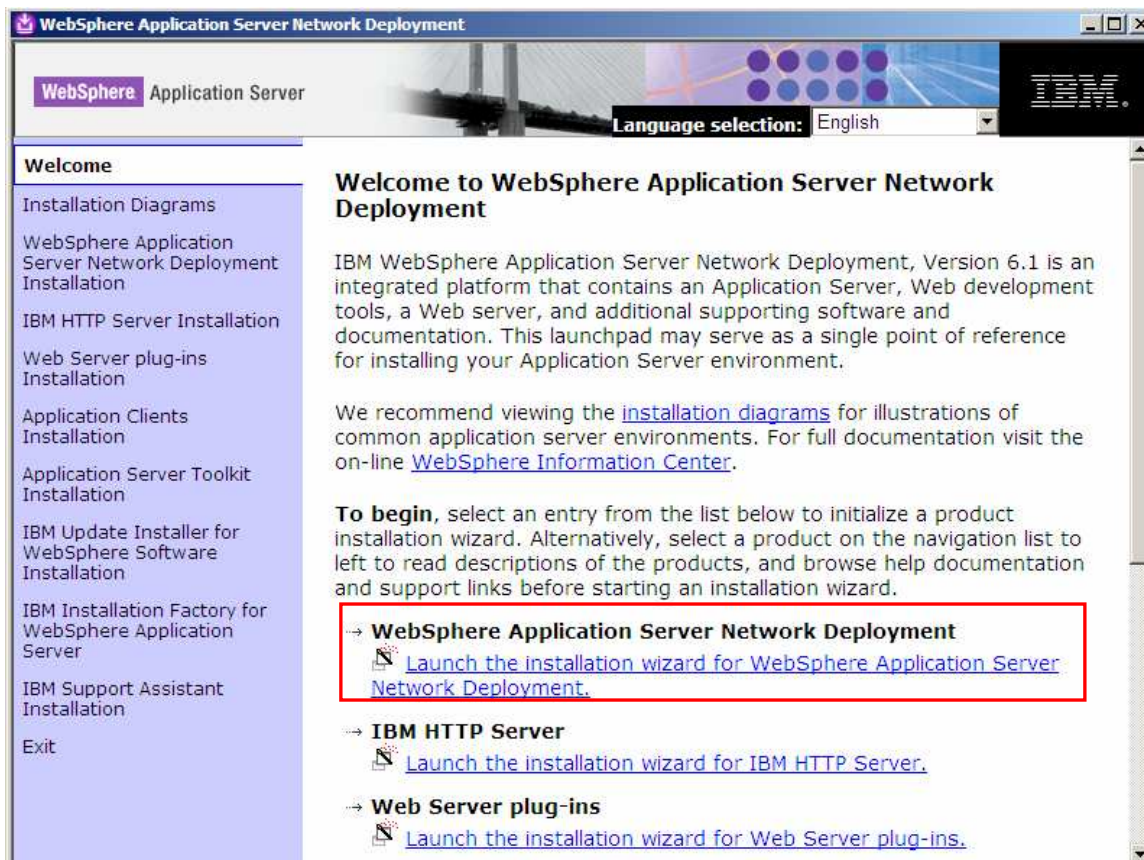 WebSphere Application Server Network Deployment
WebSphere Application Server
IBM.
Language selection: English
Welcome
Installation Diagrams
WebSphere Application
Server Network Deployment
Installation
IBM HTTP Server Installation
Web Server plug-ins
Installation
Application Clients
Installation
Application Server Toolkit
Installation
IBM Update Installer for
WebSphere Software
Installation
IBM Installation Factory for
WebSphere Application
Server
IBM Support Assistant
Installation
Exit
Welcome to WebSphere Application Server Network
Deployment
IBM WebSphere Application Server Network Deployment, Version 6.1 is an
integrated platform that contains an Application Server, Web development
tools, a Web server, and additional supporting software and
documentation. This launchpad may serve as a single point of reference
for installing your Application Server environment.
We recommend viewing the installation diagrams for illustrations of
common application server environments. For full documentation visit the
on-line WebSphere Information Center.
To begin, select an entry from the list below to initialize a product
installation wizard. Alternatively, select a product on the navigation list to
left to read descriptions of the products, and browse help documentation
and support links before starting an installation wizard.
WebSphere Application Server Network Deployment
Launch the installation wizard for WebSphere Application Server
Network Deployment.
IBM HTTP Server
Launch the installation wizard for IBM HTTP Server.
Web Server plug-ins
Launch the installation wizard for Web Server plug-ins.